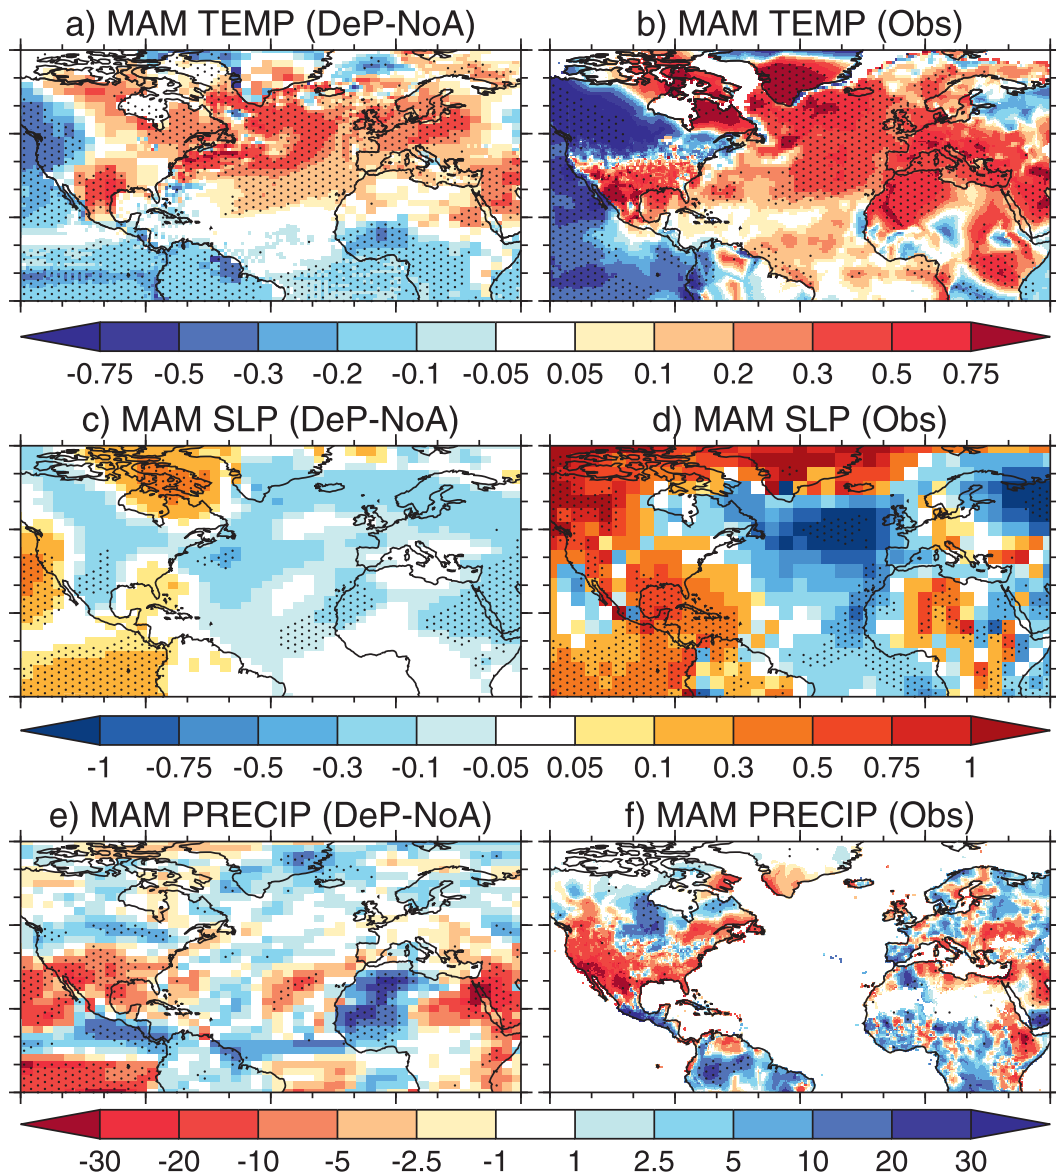 a) MAM TEMP (DeP-NoA)
b) MAM TEMP (Obs)
-0.75 -0.5 -0.3 -0.2 -0.1 -0.05 0.05 0.1 0.2 0.3 0.5 0.75
c) MAM SLP (DeP-NoA)
d) MAM SLP (Obs)
-1 -0.75 -0.5 -0.3 -0.1 -0.05 0.05 0.1 0.3 0.5 0.75 1
e) MAM PRECIP (DeP-NoA)
f) MAM PRECIP (Obs)
-30 -20 -10 -5 -2.5 -1 1 2.5 5 10 20 30